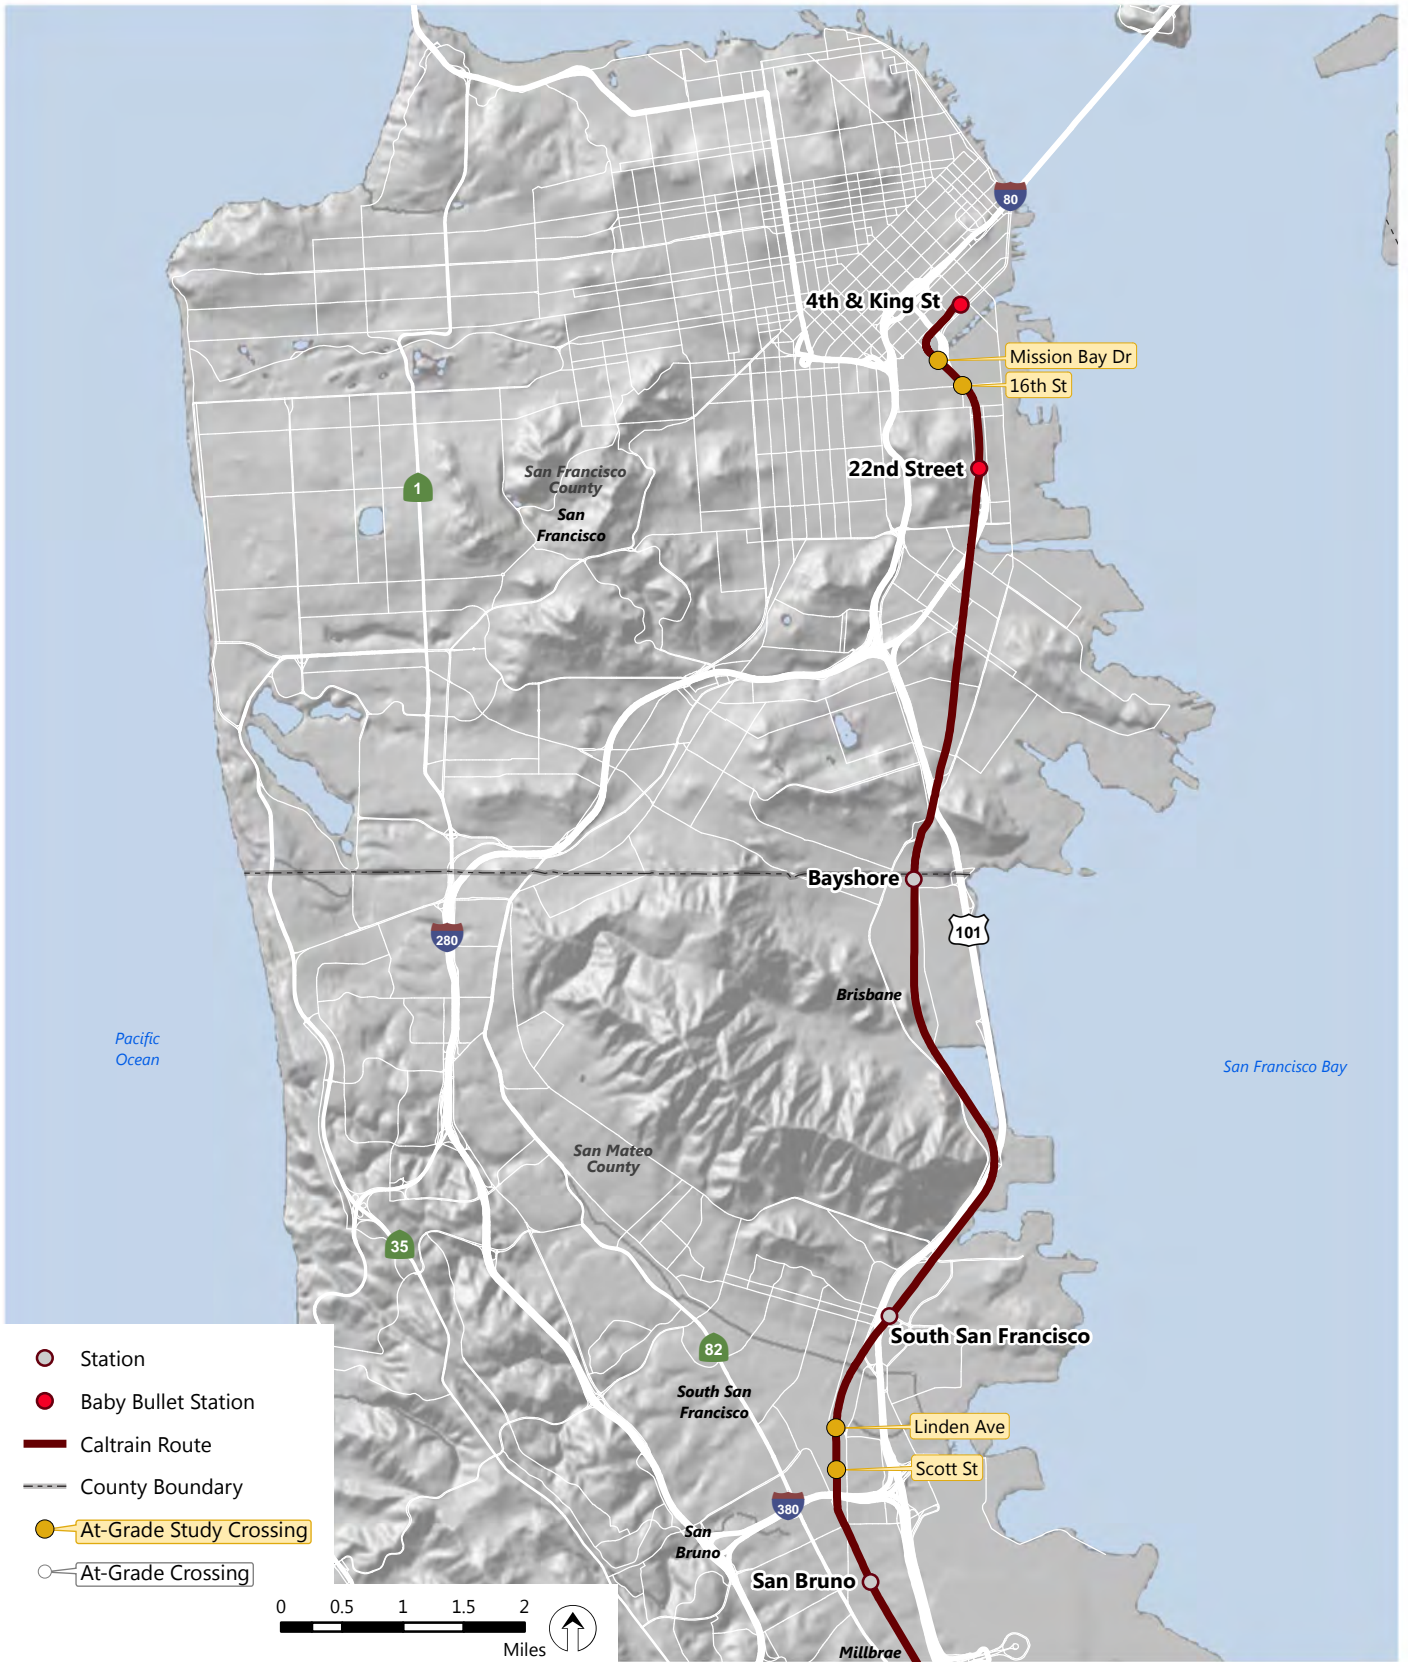 80
4th & King St
Mission Bay Dr
16th St
22nd Street
San Francisco
County
1
San
Francisco
Bayshore
101
280
Brisbane
Pacific
Ocean
San Francisco Bay
San Mateo
County
35
South San Francisco
82
South San
Francisco
Linden Ave
Scott St
380
San
Bruno
San Bruno
Millbrae
Station
Baby Bullet Station
Caltrain Route
County Boundary
At-Grade Study Crossing
At-Grade Crossing
0 0.5 1 1.5 2
Miles